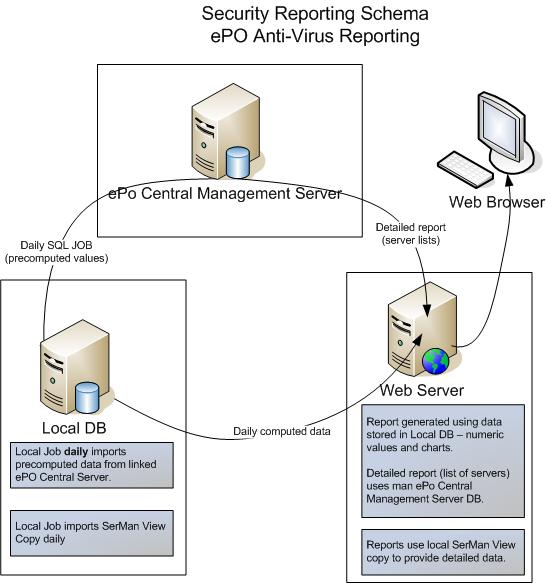 Security Reporting Schema
ePO Anti-Virus Reporting
ePo Central Management Server
Web Browser
Daily SQL JOB
(precomputed values)
Detailed report
(server lists)
Local DB
Web Server
Daily computed data
Local Job daily imports
precomputed data from linked
ePO Central Server.
Local Job imports SerMan View
Copy daily
Report generated using data
stored in Local DB – numeric
values and charts.
Detailed report (list of servers)
uses man ePo Central
Management Server DB.
Reports use local SerMan View
copy to provide detailed data.